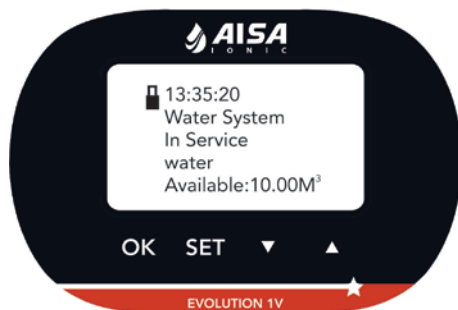 AISA
IONIC
13:35:20
Water System
In Service
water
Available:10.00M³
OK SET ▼ ▲
EVOLUTION 1V